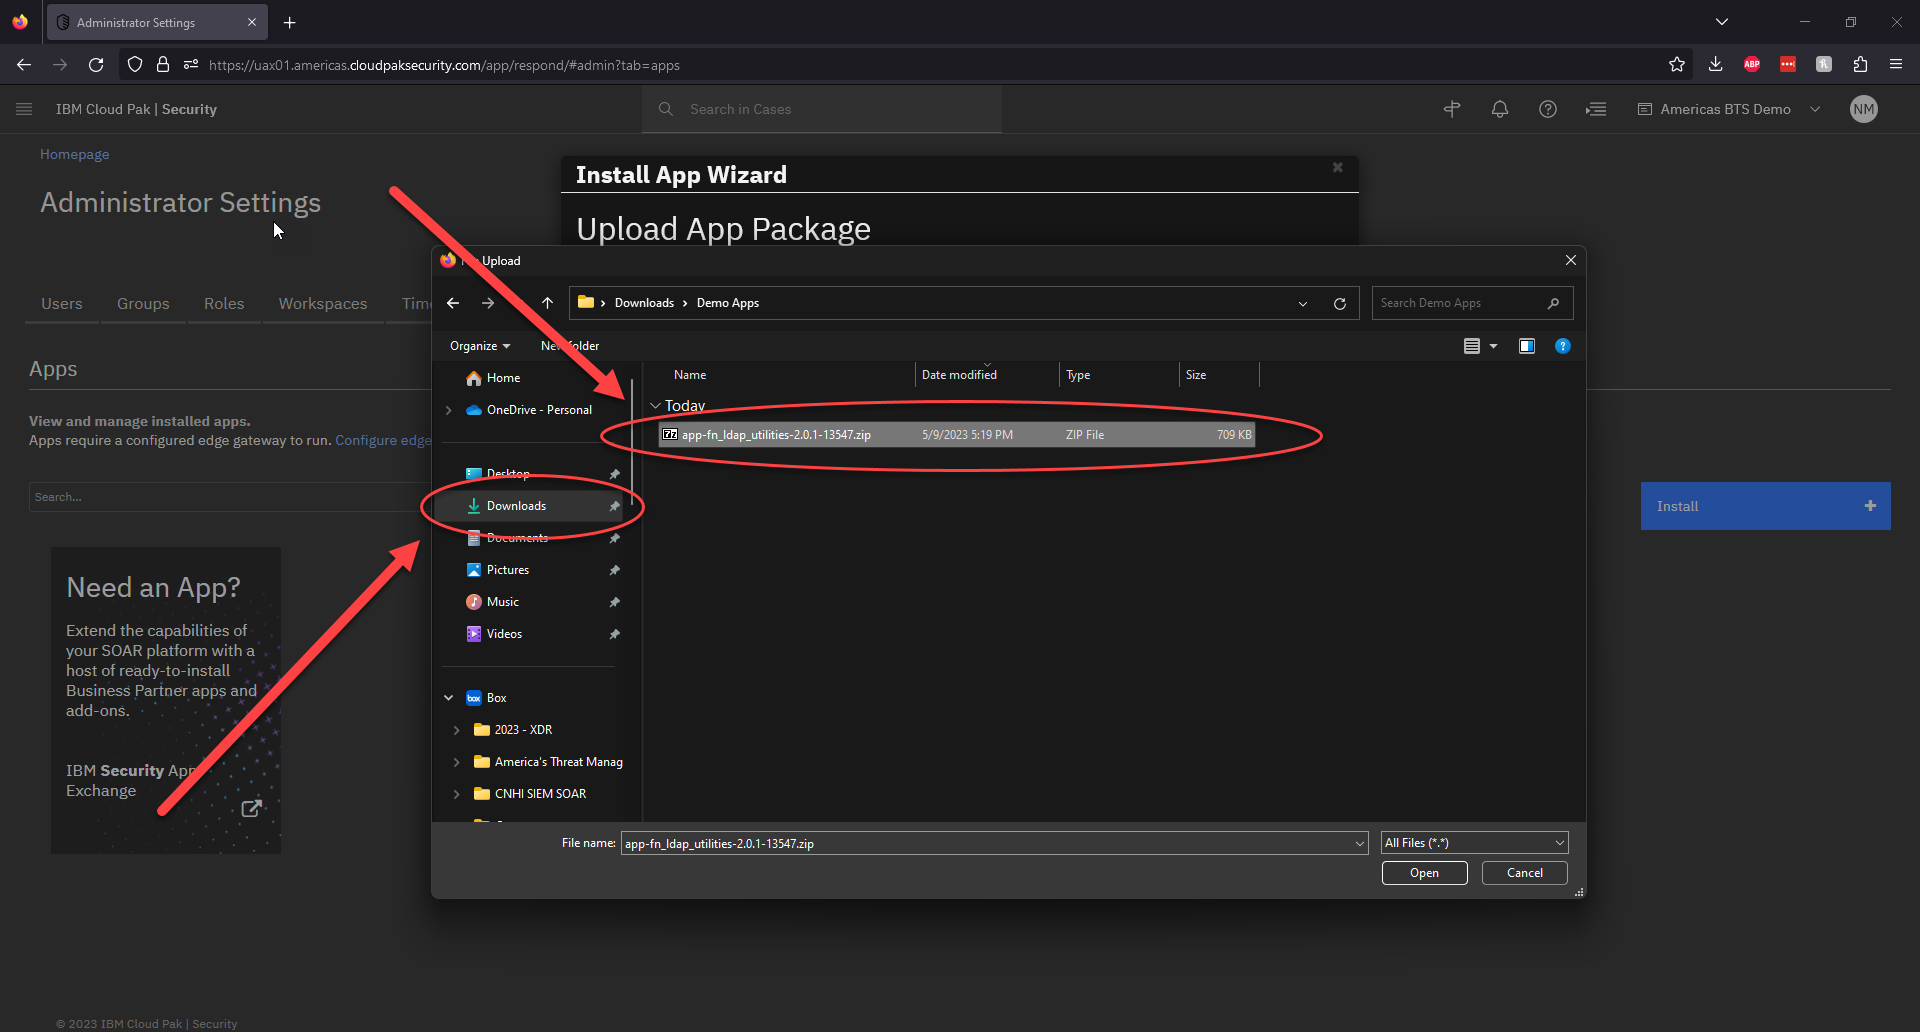 Administrator Settings
https://uax01.americas.cloudpaksecurity.com/app/respond/#admin?tab=apps
ABP
IBM Cloud Pak | Security
Search in Cases
Americas BTS Demo
NM
Homepage
Administrator Settings
Install App Wizard
Upload App Package
Upload
Users
Groups
Roles
Workspaces
Downloads
Demo Apps
Search Demo Apps
Organize
Apps
Name
Date modified
Type
Size
Home
Today
OneDrive - Personal
View and manage installed apps.
Apps require a configured edge gateway to run. Configure edge
app-fn_ldap_utilities-2.0.1-13547.zip
5/9/2023 5:19 PM
ZIP File
709 KB
Desktop
Search...
Downloads
Install
Documents
Pictures
Music
Videos
Need an App?
Extend the capabilities of
your SOAR platform with a
host of ready-to-install
Business Partner apps and
add-ons.
IBM Security App
Exchange
box
Box
2023 - XDR
America's Threat Manag
CNHI SIEM SOAR
File name:
app-fn_ldap_utilities-2.0.1-13547.zip
All Files (*.*)
Open
Cancel
© 2023 IBM Cloud Pak | Security